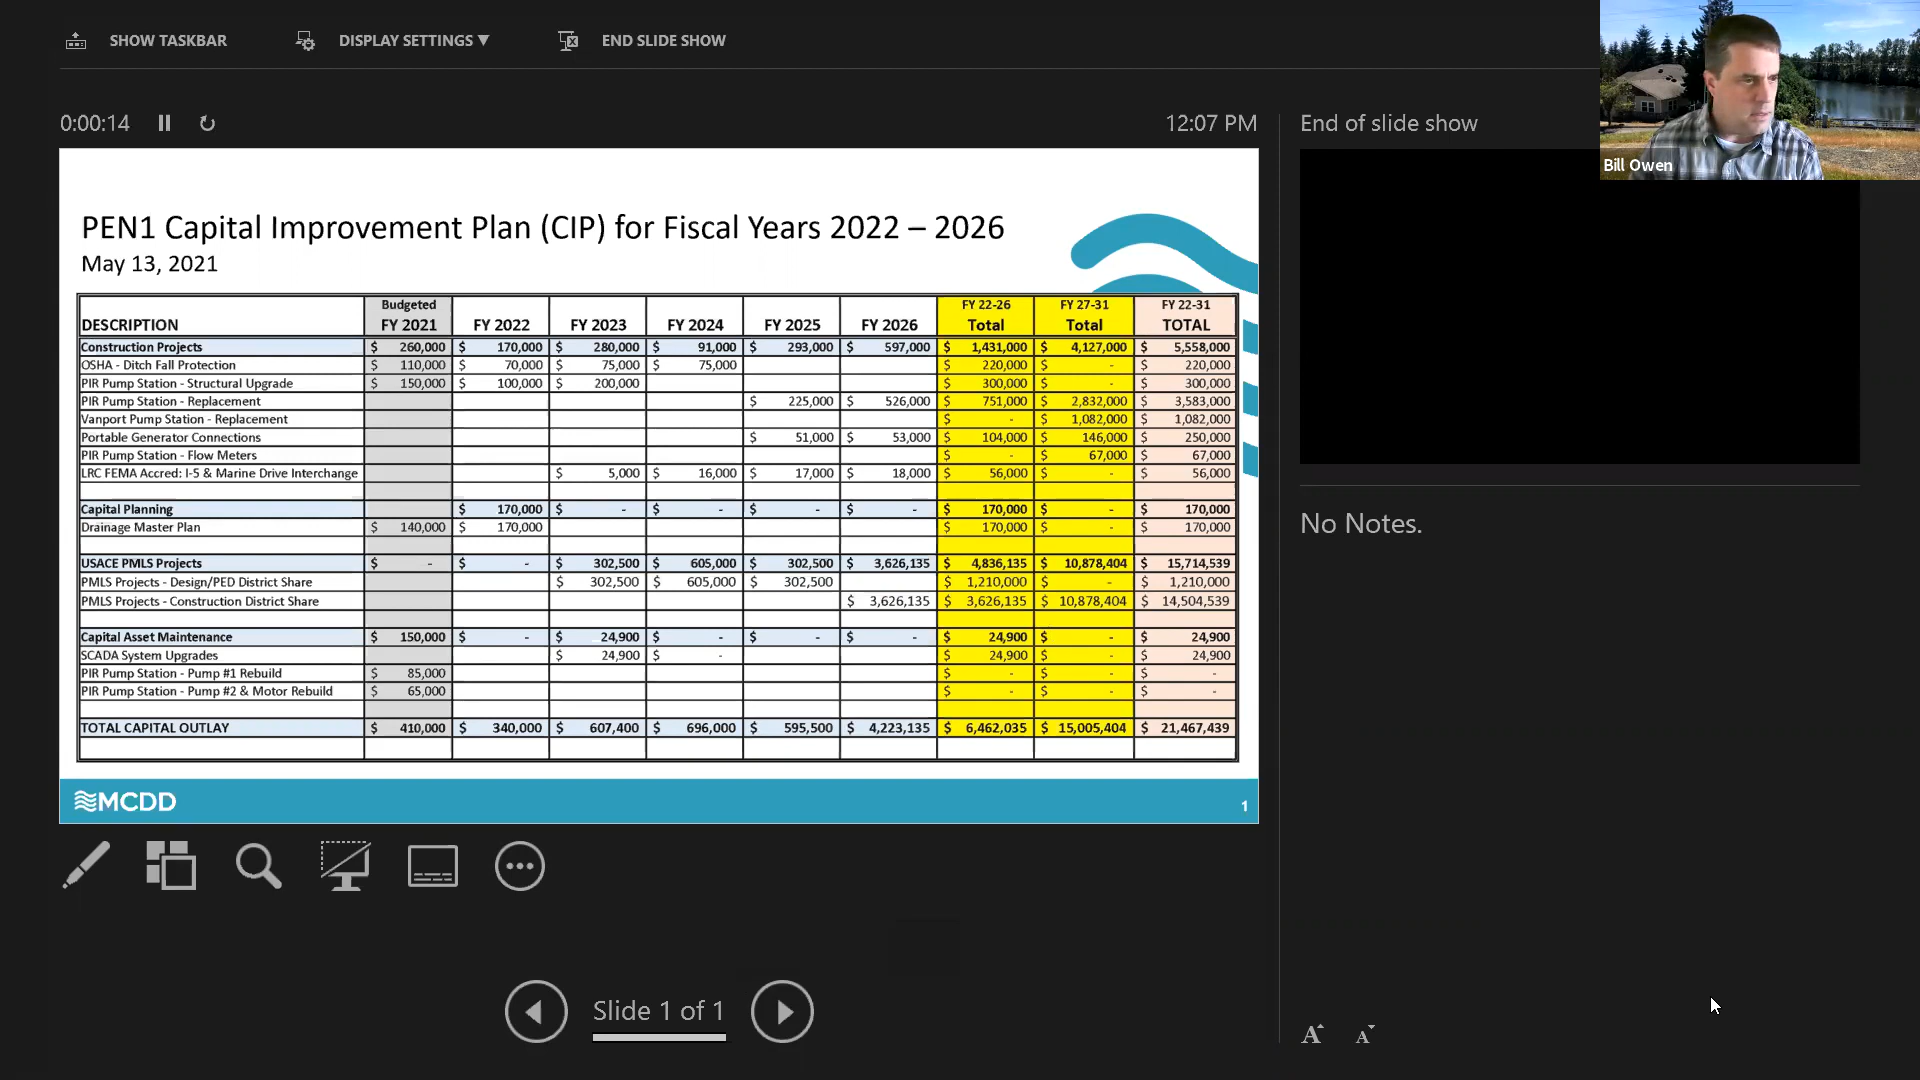 SHOW TASKBAR DISPLAY SETTINGS ▼ END SLIDE SHOW
0:00:14 12:07 PM
End of slide show
Bill Owen
PEN1 Capital Improvement Plan (CIP) for Fiscal Years 2022 – 2026
May 13, 2021
DESCRIPTION Budgeted FY 2021 FY 2022 FY 2023 FY 2024 FY 2025 FY 2026 FY 22-26 Total FY 27-31 Total FY 22-31 TOTAL
Construction Projects $ 260,000 $ 170,000 $ 280,000 $ 91,000 $ 293,000 $ 597,000 $ 1,431,000 $ 4,127,000 $ 5,558,000
OSHA - Ditch Fall Protection $ 110,000 $ 70,000 $ 75,000 $ 75,000 $ 220,000 $ - $ 220,000
PIR Pump Station - Structural Upgrade $ 150,000 $ 100,000 $ 200,000 $ 300,000 $ - $ 300,000
PIR Pump Station - Replacement $ 225,000 $ 526,000 $ 751,000 $ 2,832,000 $ 3,583,000
Vanport Pump Station - Replacement $ - $ 1,082,000 $ 1,082,000
Portable Generator Connections $ 51,000 $ 53,000 $ 104,000 $ 146,000 $ 250,000
PIR Pump Station - Flow Meters $ - $ 67,000 $ 67,000
LRC FEMA Accred: I-5 & Marine Drive Interchange $ 5,000 $ 16,000 $ 17,000 $ 18,000 $ 56,000 $ - $ 56,000
Capital Planning $ 170,000 $ - $ - $ - $ - $ 170,000 $ - $ 170,000
Drainage Master Plan $ 140,000 $ 170,000 $ 170,000 $ - $ 170,000
USACE PMLS Projects $ - $ - $ 302,500 $ 605,000 $ 302,500 $ 3,626,135 $ 4,836,135 $ 10,878,404 $ 15,714,539
PMLS Projects - Design/PED District Share $ 302,500 $ 605,000 $ 302,500 $ 1,210,000 $ - $ 1,210,000
PMLS Projects - Construction District Share $ 3,626,135 $ 3,626,135 $ 10,878,404 $ 14,504,539
Capital Asset Maintenance $ 150,000 $ - $ 24,900 $ - $ - $ - $ 24,900 $ - $ 24,900
SCADA System Upgrades $ 24,900 $ - $ 24,900 $ - $ 24,900
PIR Pump Station - Pump #1 Rebuild $ 85,000 $ - $ - $ -
PIR Pump Station - Pump #2 & Motor Rebuild $ 65,000 $ - $ - $ -
TOTAL CAPITAL OUTLAY $ 410,000 $ 340,000 $ 607,400 $ 696,000 $ 595,500 $ 4,223,135 $ 6,462,035 $ 15,005,404 $ 21,467,439
MCDD 1
No Notes.
Slide 1 of 1
A A